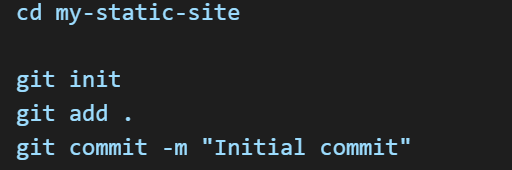 cd my-static-site
git init
git add .
git commit -m "Initial commit"